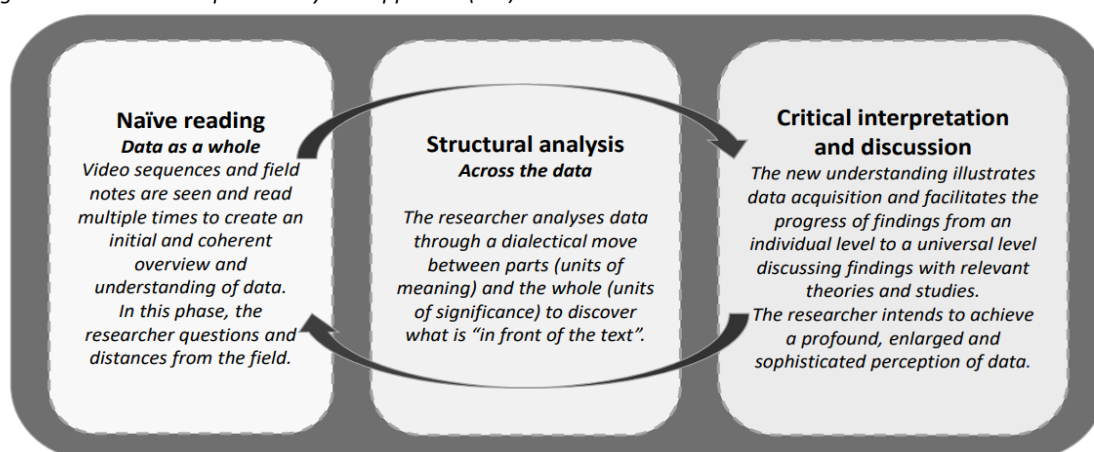 Naïve reading
Data as a whole
Video sequences and field
notes are seen and read
multiple times to create an
initial and coherent
overview and
understanding of data.
In this phase, the
researcher questions and
distances from the field.
Structural analysis
Across the data
The researcher analyses data
through a dialectical move
between parts (units of
meaning) and the whole (units
of significance) to discover
what is “in front of the text”.
Critical interpretation
and discussion
The new understanding illustrates
data acquisition and facilitates the
progress of findings from an
individual level to a universal level
discussing findings with relevant
theories and studies.
The researcher intends to achieve
a profound, enlarged and
sophisticated perception of data.